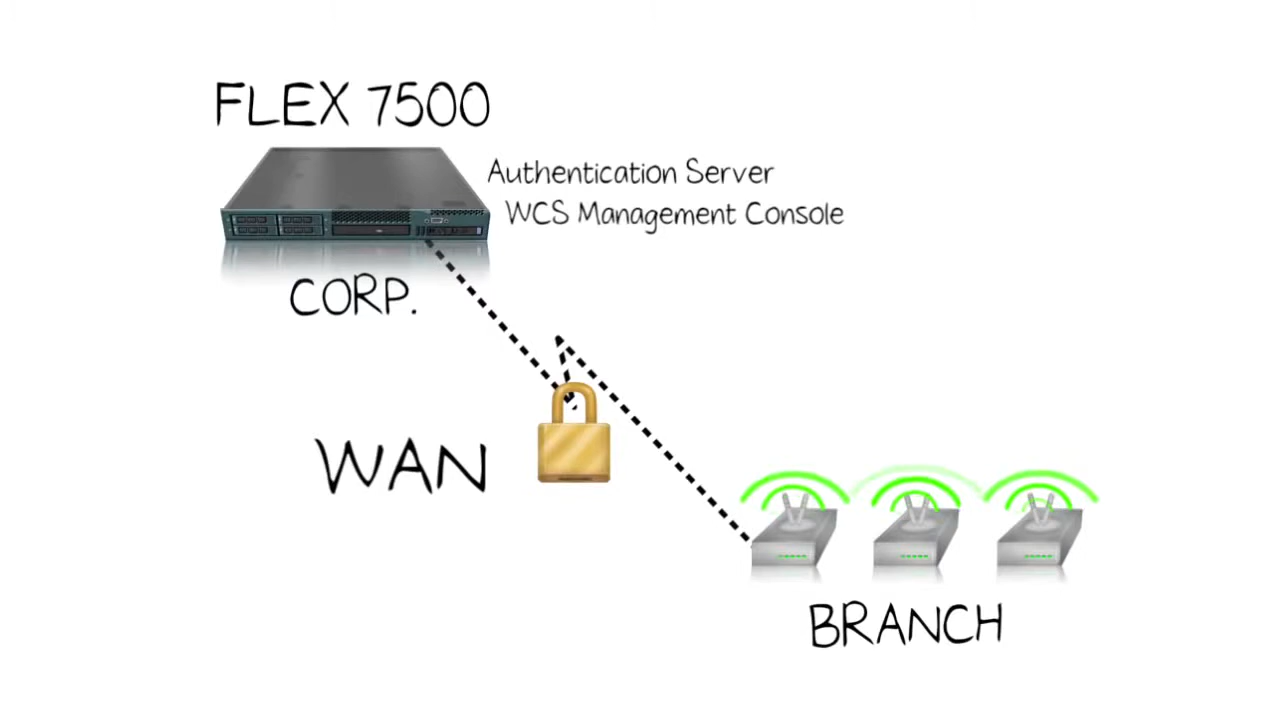 FLEX 7500
Authentication Server
WCS Management Console
CORP.
WAN
BRANCH